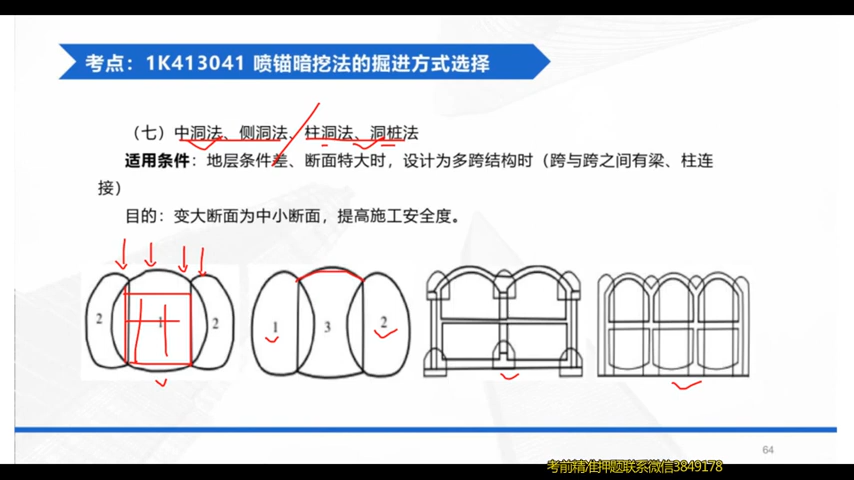 考点：1K413041 喷锚暗挖法的掘进方式选择
（七）中洞法、侧洞法、柱洞法、洞桩法
适用条件：地层条件差、断面特大时，设计为多跨结构时（跨与跨之间有梁、柱连
接）
目的：变大断面为中小断面，提高施工安全度。
2 1 2
1 3 2
64
考前精准押题联系微信3849178